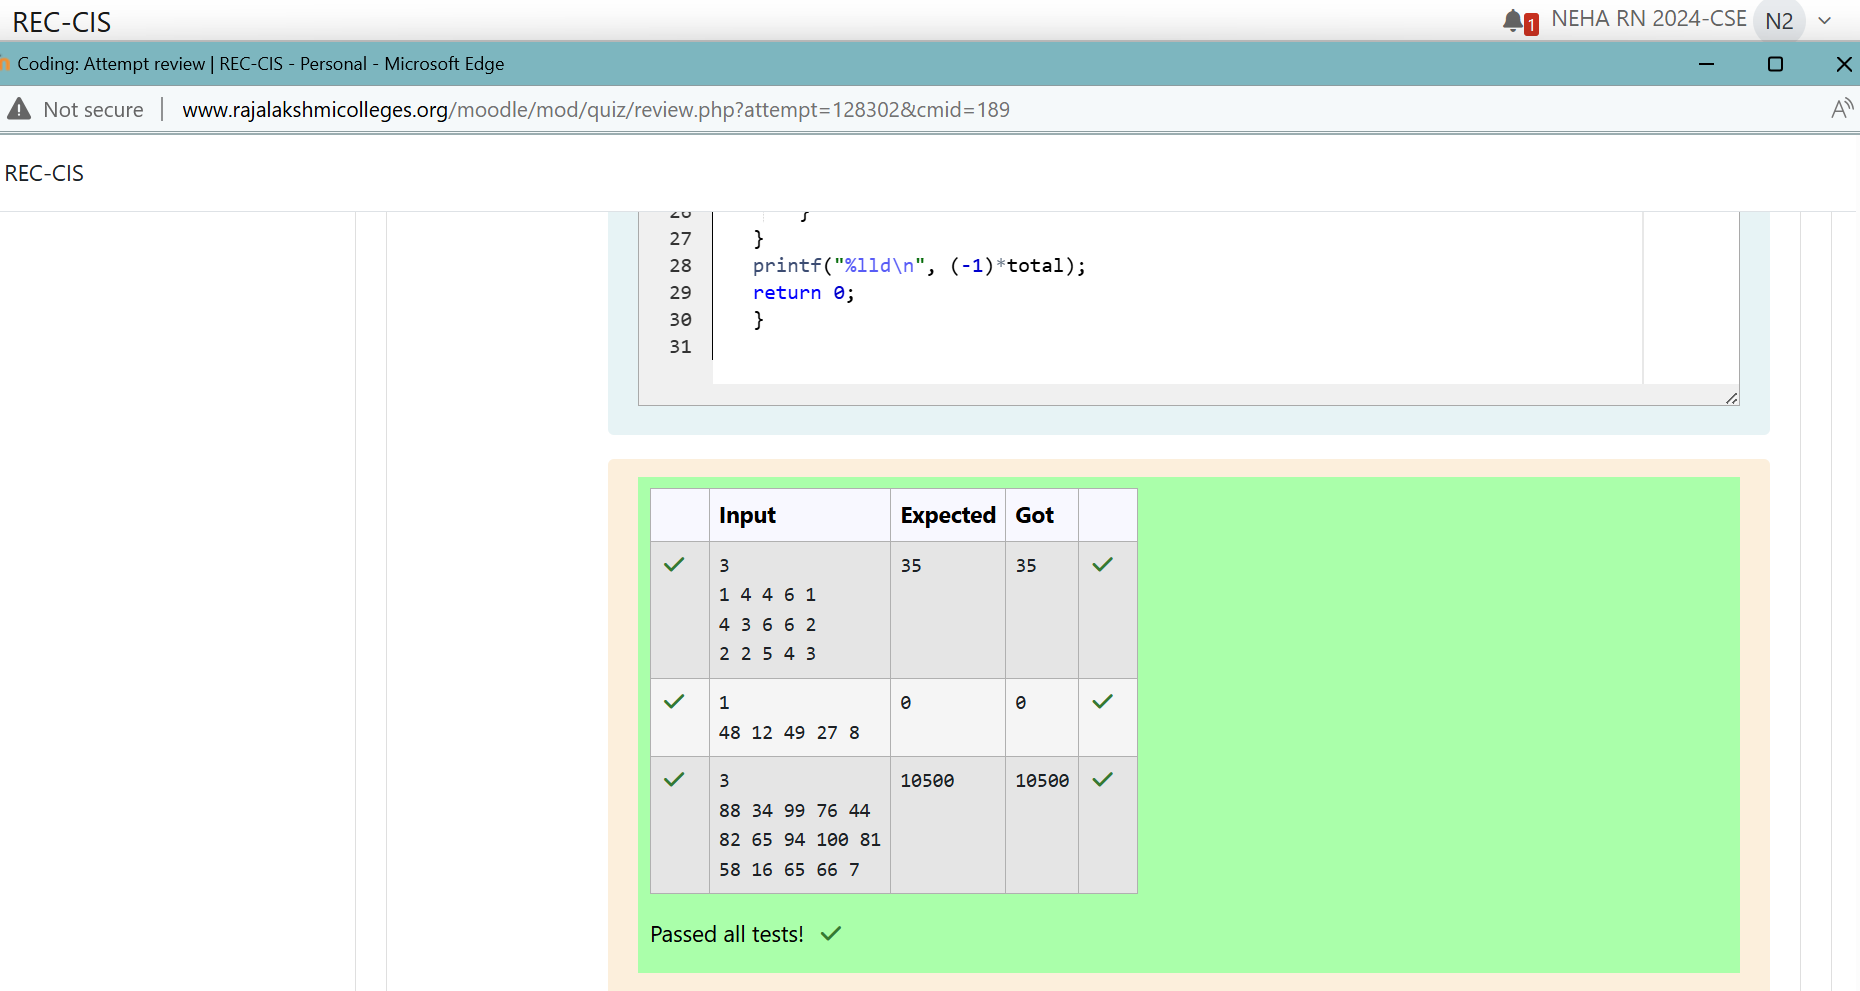 REC-CIS
1 NEHA RN 2024-CSE N2
Coding: Attempt review | REC-CIS - Personal - Microsoft Edge
Not secure www.rajalakshmicolleges.org/moodle/mod/quiz/review.php?attempt=128302&cmid=189
REC-CIS
26 }
27 }
28 printf("%lld\n", (-1)*total);
29 return 0;
30 }
31
Input Expected Got
3 35 35
1 4 4 6 1
4 3 6 6 2
2 2 5 4 3
1 0 0
48 12 49 27 8
3 10500 10500
88 34 99 76 44
82 65 94 100 81
58 16 65 66 7
Passed all tests!